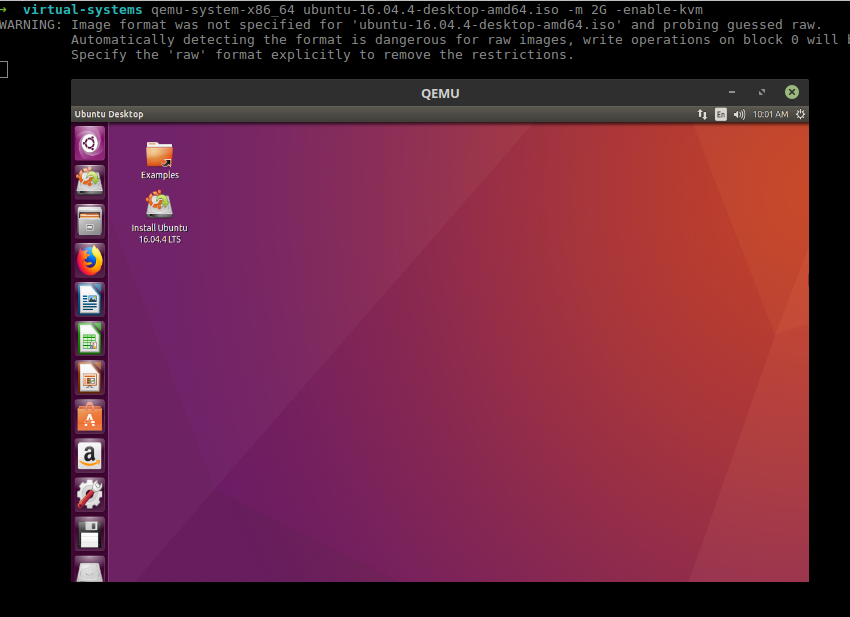 → virtual-systems qemu-system-x86_64 ubuntu-16.04.4-desktop-amd64.iso -m 2G -enable-kvm
WARNING: Image format was not specified for 'ubuntu-16.04.4-desktop-amd64.iso' and probing guessed raw.
Automatically detecting the format is dangerous for raw images, write operations on block 0 will b
Specify the 'raw' format explicitly to remove the restrictions.
QEMU
Ubuntu Desktop
En
10:01 AM
Examples
Install Ubuntu
16.04.4 LTS
a